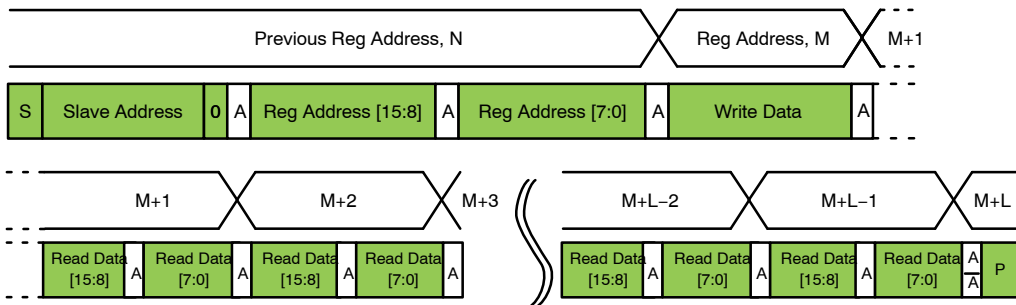 Previous Reg Address, N Reg Address, M M+1
S Slave Address 0 A Reg Address [15:8] A Reg Address [7:0] A Write Data A
M+1 M+2 M+3 M+L−2 M+L−1 M+L
Read Data [15:8] A Read Data [7:0] A Read Data [15:8] A Read Data [7:0] A Read Data [15:8] A Read Data [7:0] A Read Data [15:8] A Read Data [7:0] A A P